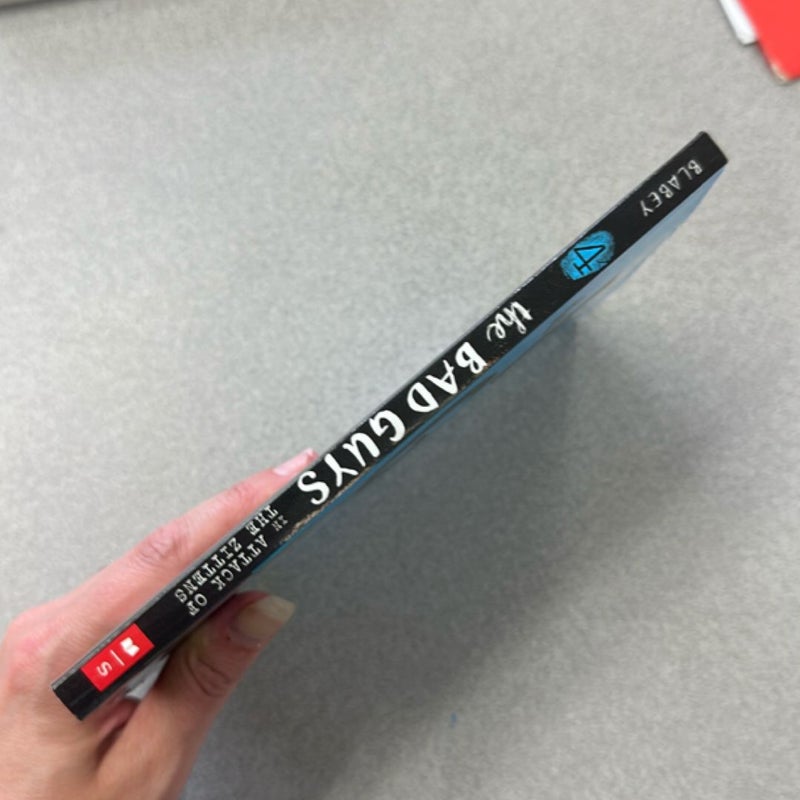 BLABEY
4
the BAD GUYS
IN ATTACK OF
THE ZITTENS
S